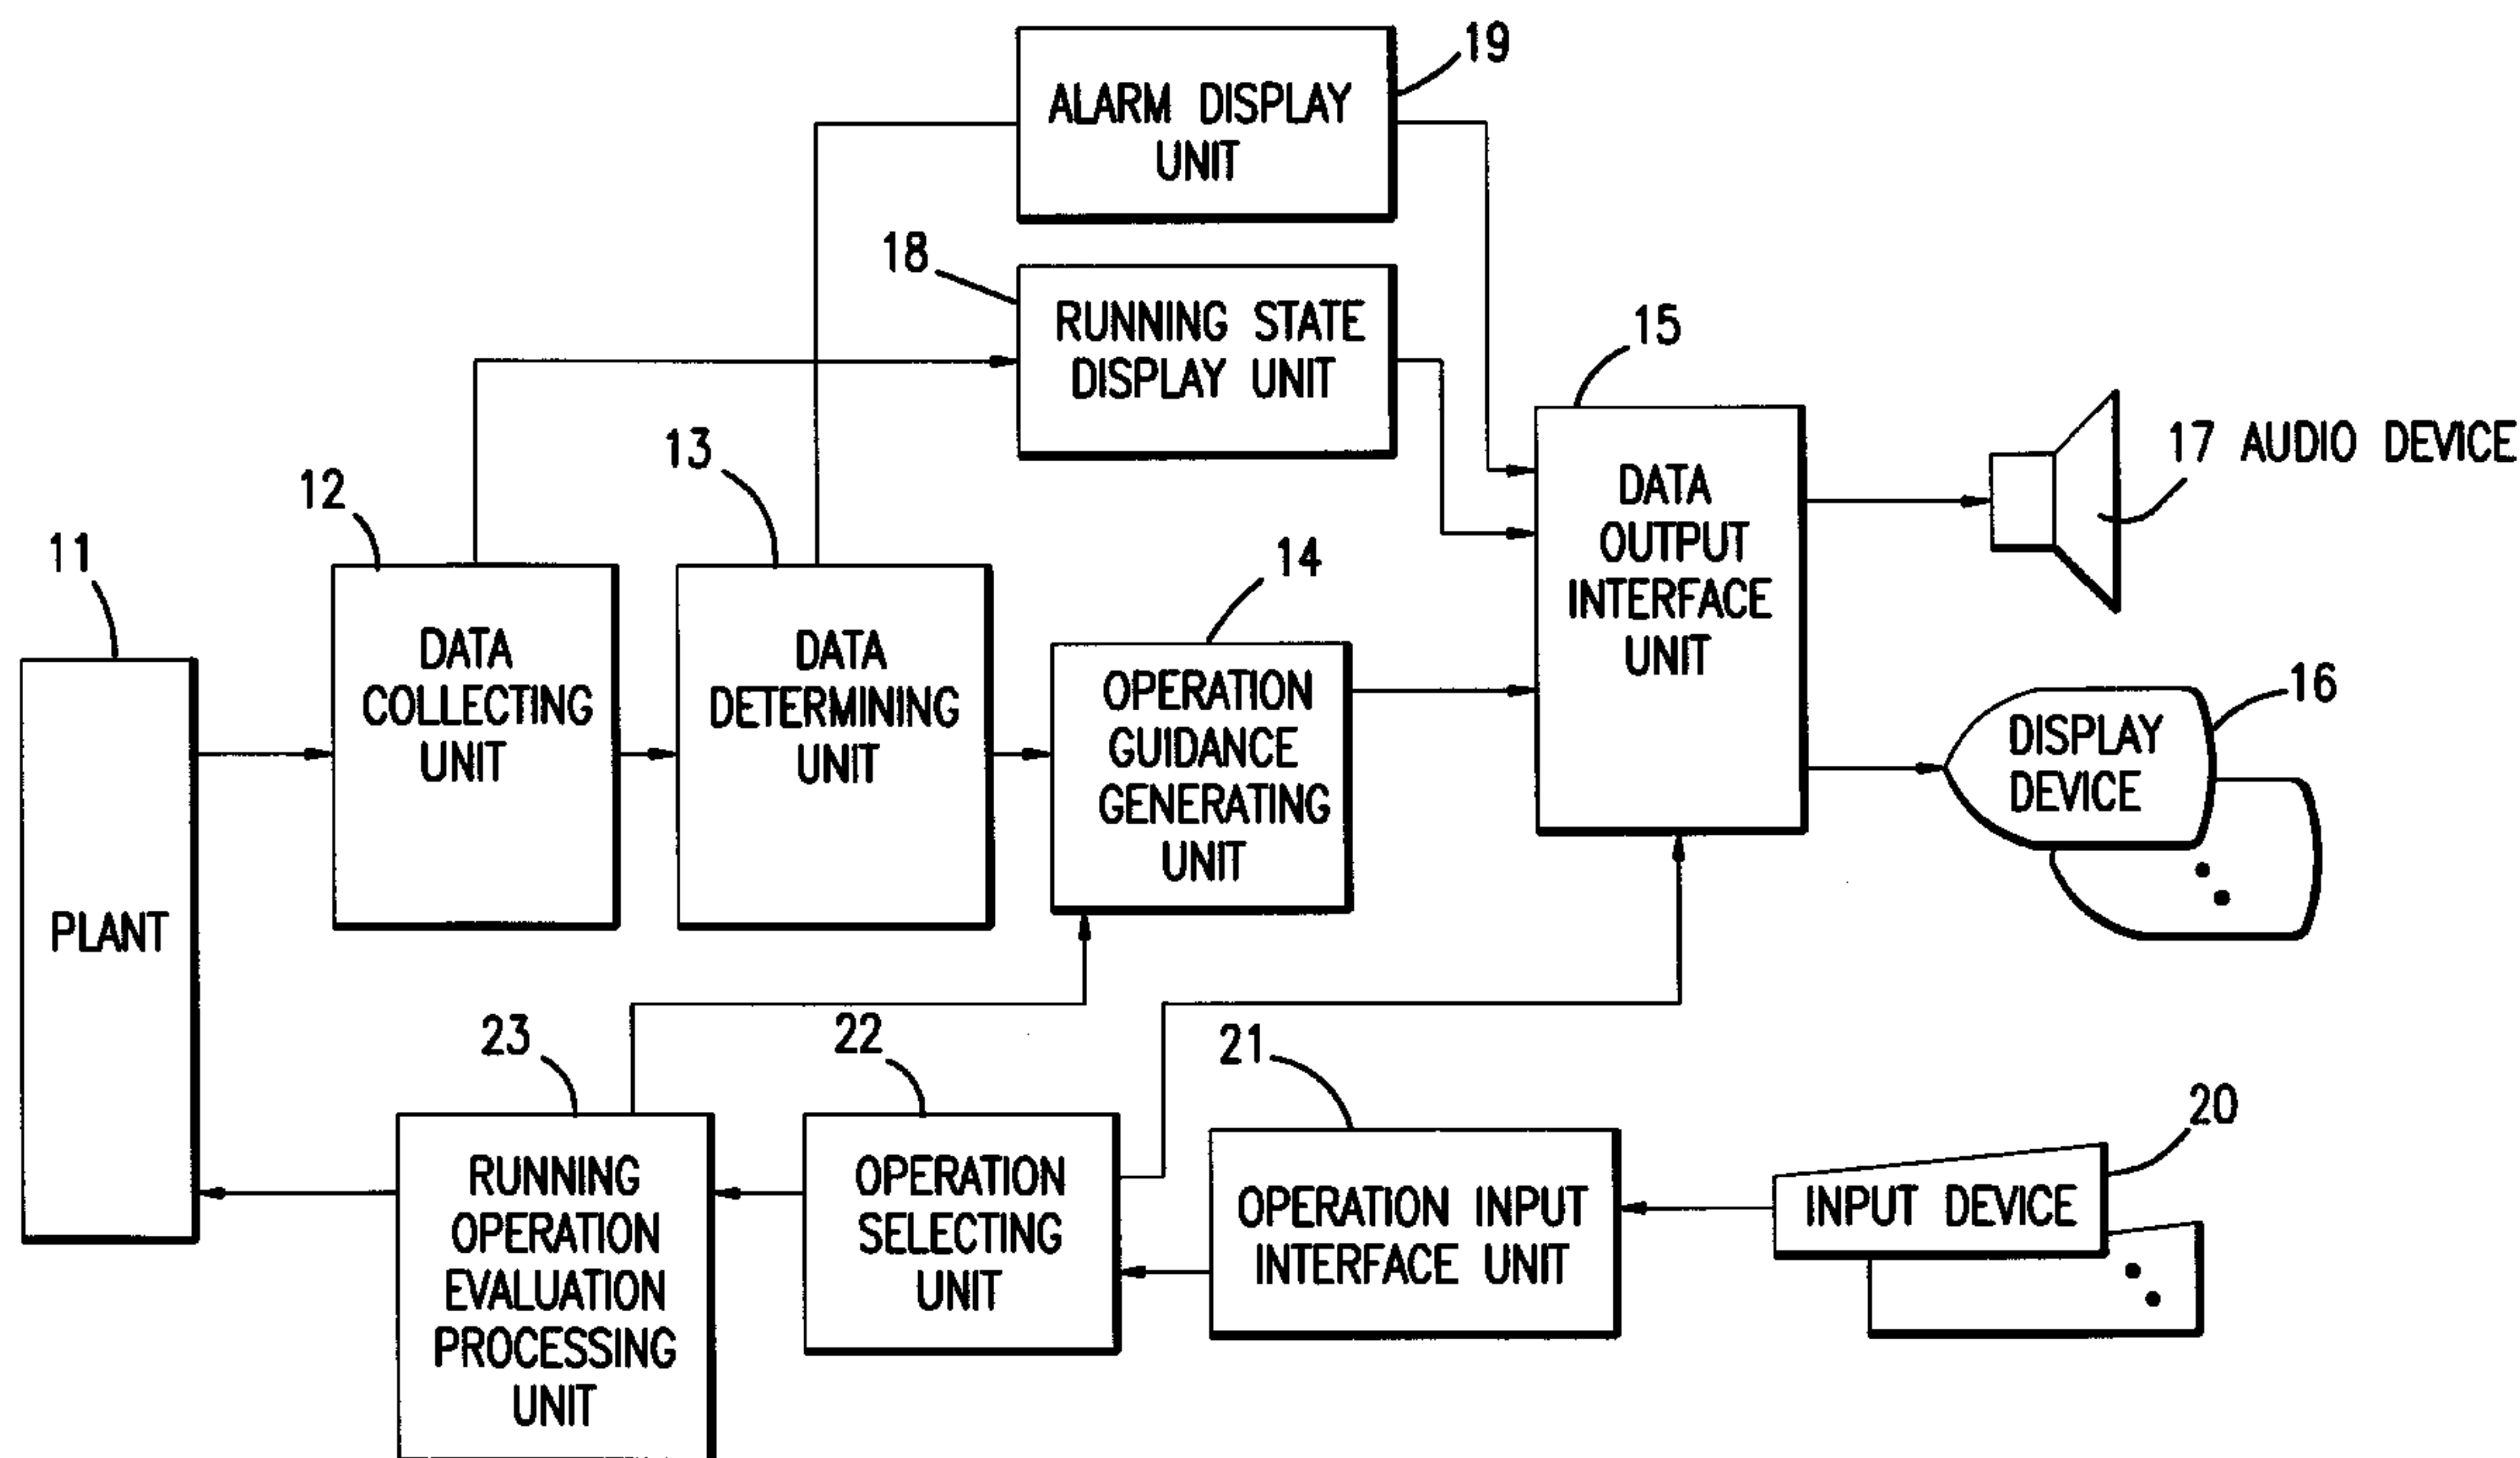 19
ALARM DISPLAY
UNIT
18
RUNNING STATE
DISPLAY UNIT
15
DATA
OUTPUT
INTERFACE
UNIT
17 AUDIO DEVICE
16
DISPLAY
DEVICE
11
PLANT
12
DATA
COLLECTING
UNIT
13
DATA
DETERMINING
UNIT
14
OPERATION
GUIDANCE
GENERATING
UNIT
23
RUNNING
OPERATION
EVALUATION
PROCESSING
UNIT
22
OPERATION
SELECTING
UNIT
21
OPERATION INPUT
INTERFACE UNIT
20
INPUT DEVICE